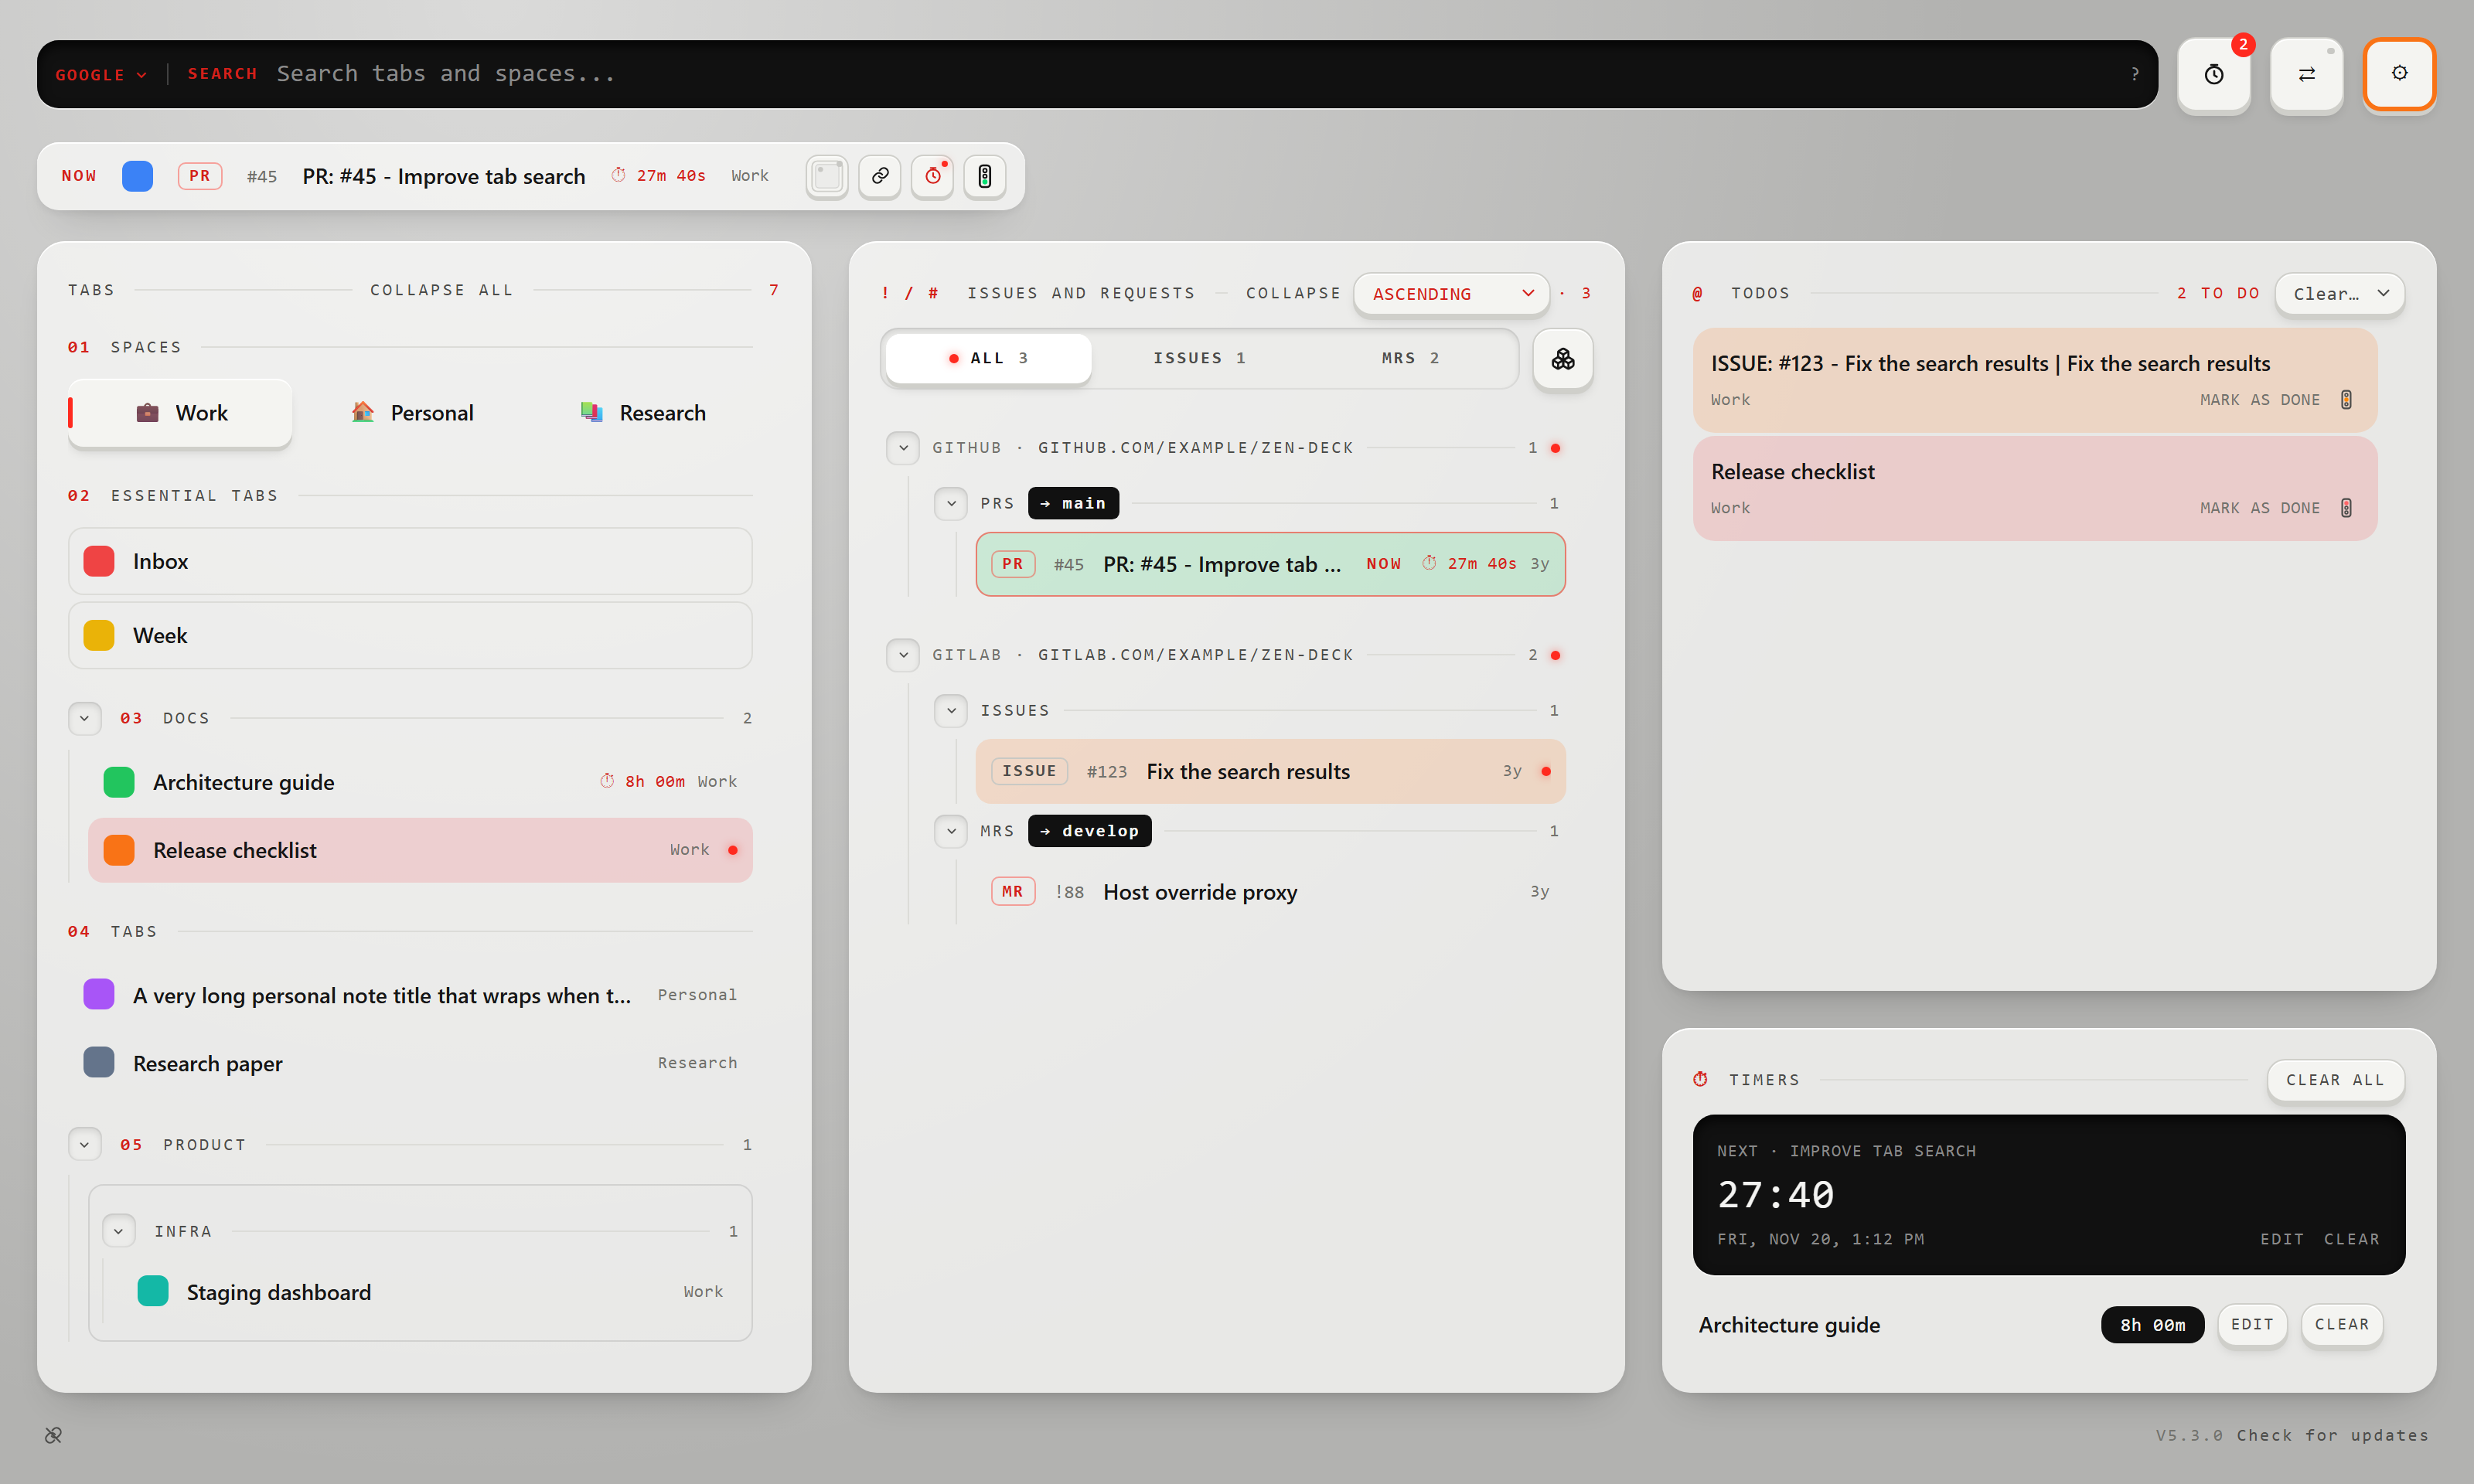 GOOGLE SEARCH Search tabs and spaces... ?
2
NOW PR #45 PR: #45 - Improve tab search 27m 40s Work
TABS COLLAPSE ALL 7
01 SPACES
Work Personal Research
02 ESSENTIAL TABS
Inbox
Week
03 DOCS 2
Architecture guide 8h 00m Work
Release checklist Work
04 TABS
A very long personal note title that wraps when t... Personal
Research paper Research
05 PRODUCT 1
INFRA 1
Staging dashboard Work
! / # ISSUES AND REQUESTS COLLAPSE ASCENDING · 3
ALL 3 ISSUES 1 MRS 2
GITHUB · GITHUB.COM/EXAMPLE/ZEN-DECK 1
PRS → main 1
PR #45 PR: #45 - Improve tab ... NOW 27m 40s 3y
GITLAB · GITLAB.COM/EXAMPLE/ZEN-DECK 2
ISSUES 1
ISSUE #123 Fix the search results 3y
MRS → develop 1
MR !88 Host override proxy 3y
@ TODOS 2 TO DO Clear…
ISSUE: #123 - Fix the search results | Fix the search results
Work MARK AS DONE
Release checklist
Work MARK AS DONE
TIMERS CLEAR ALL
NEXT · IMPROVE TAB SEARCH
27:40
FRI, NOV 20, 1:12 PM EDIT CLEAR
Architecture guide 8h 00m EDIT CLEAR
V5.3.0 Check for updates